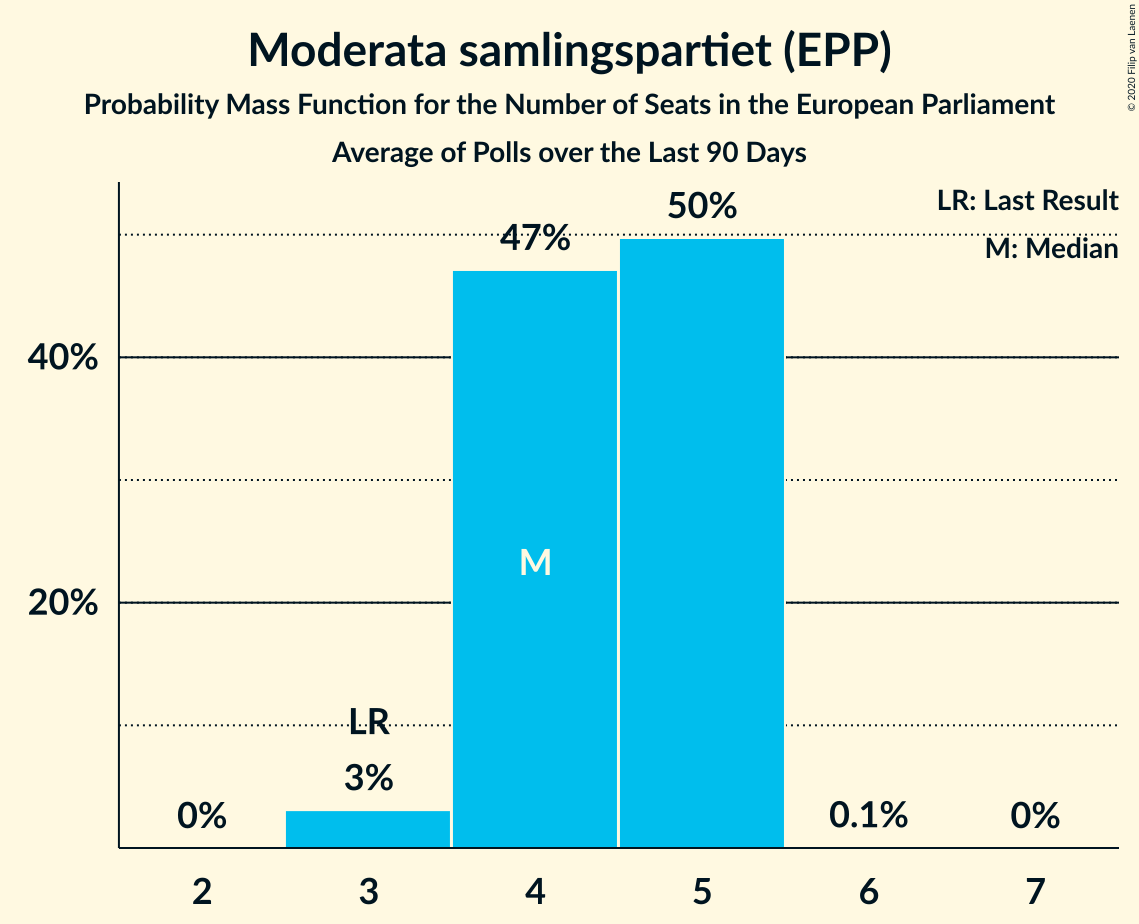 Moderata samlingspartiet (EPP)
Probability Mass Function for the Number of Seats in the European Parliament
Average of Polls over the Last 90 Days
© 2020 Filip van Laenen
LR: Last Result
M: Median
50%
47%
40%
M
20%
LR
3%
0%
0.1%
0%
2 3 4 5 6 7